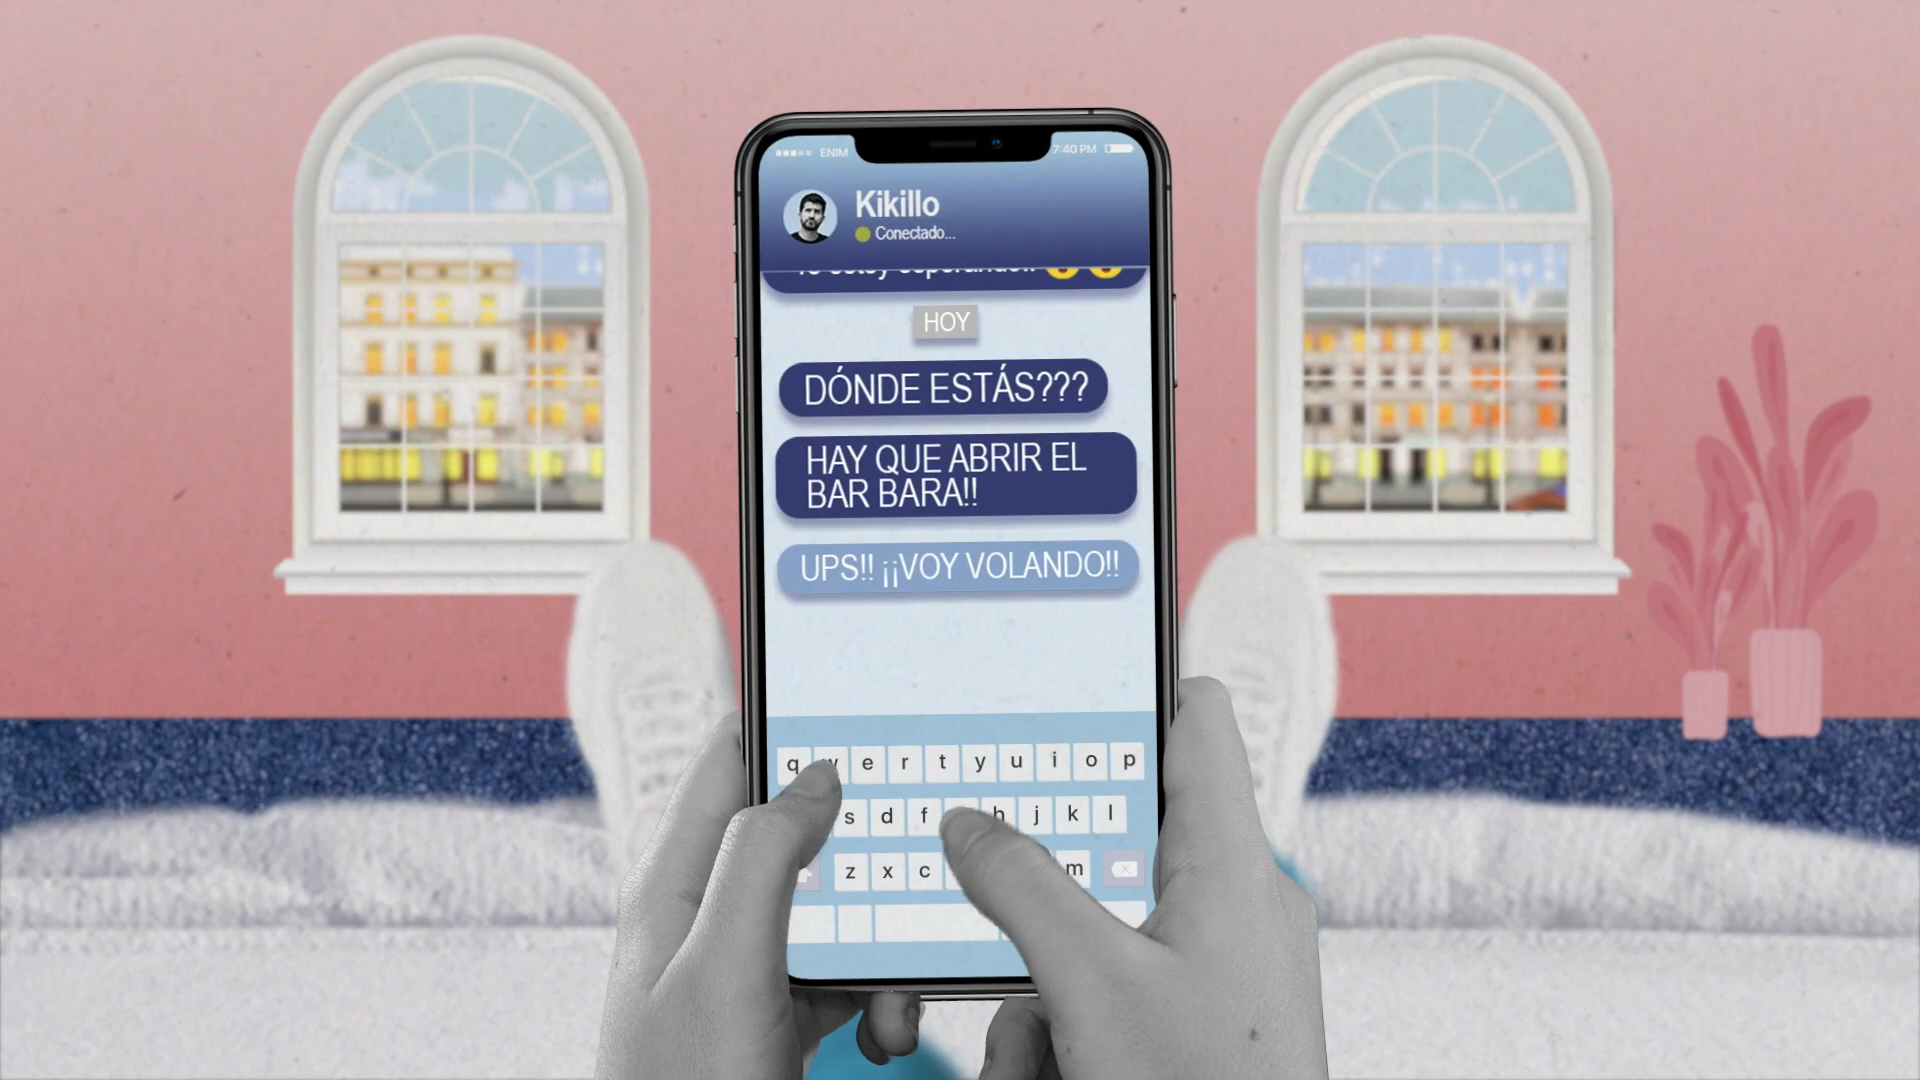 ENIM
7:40 PM
Kikillo
Conectado...
HOY
DÓNDE ESTÁS???
HAY QUE ABRIR EL
BAR BARA!!
UPS!! ¡¡VOY VOLANDO!!
q w e r t y u i o p
s d f h j k l
z x c m